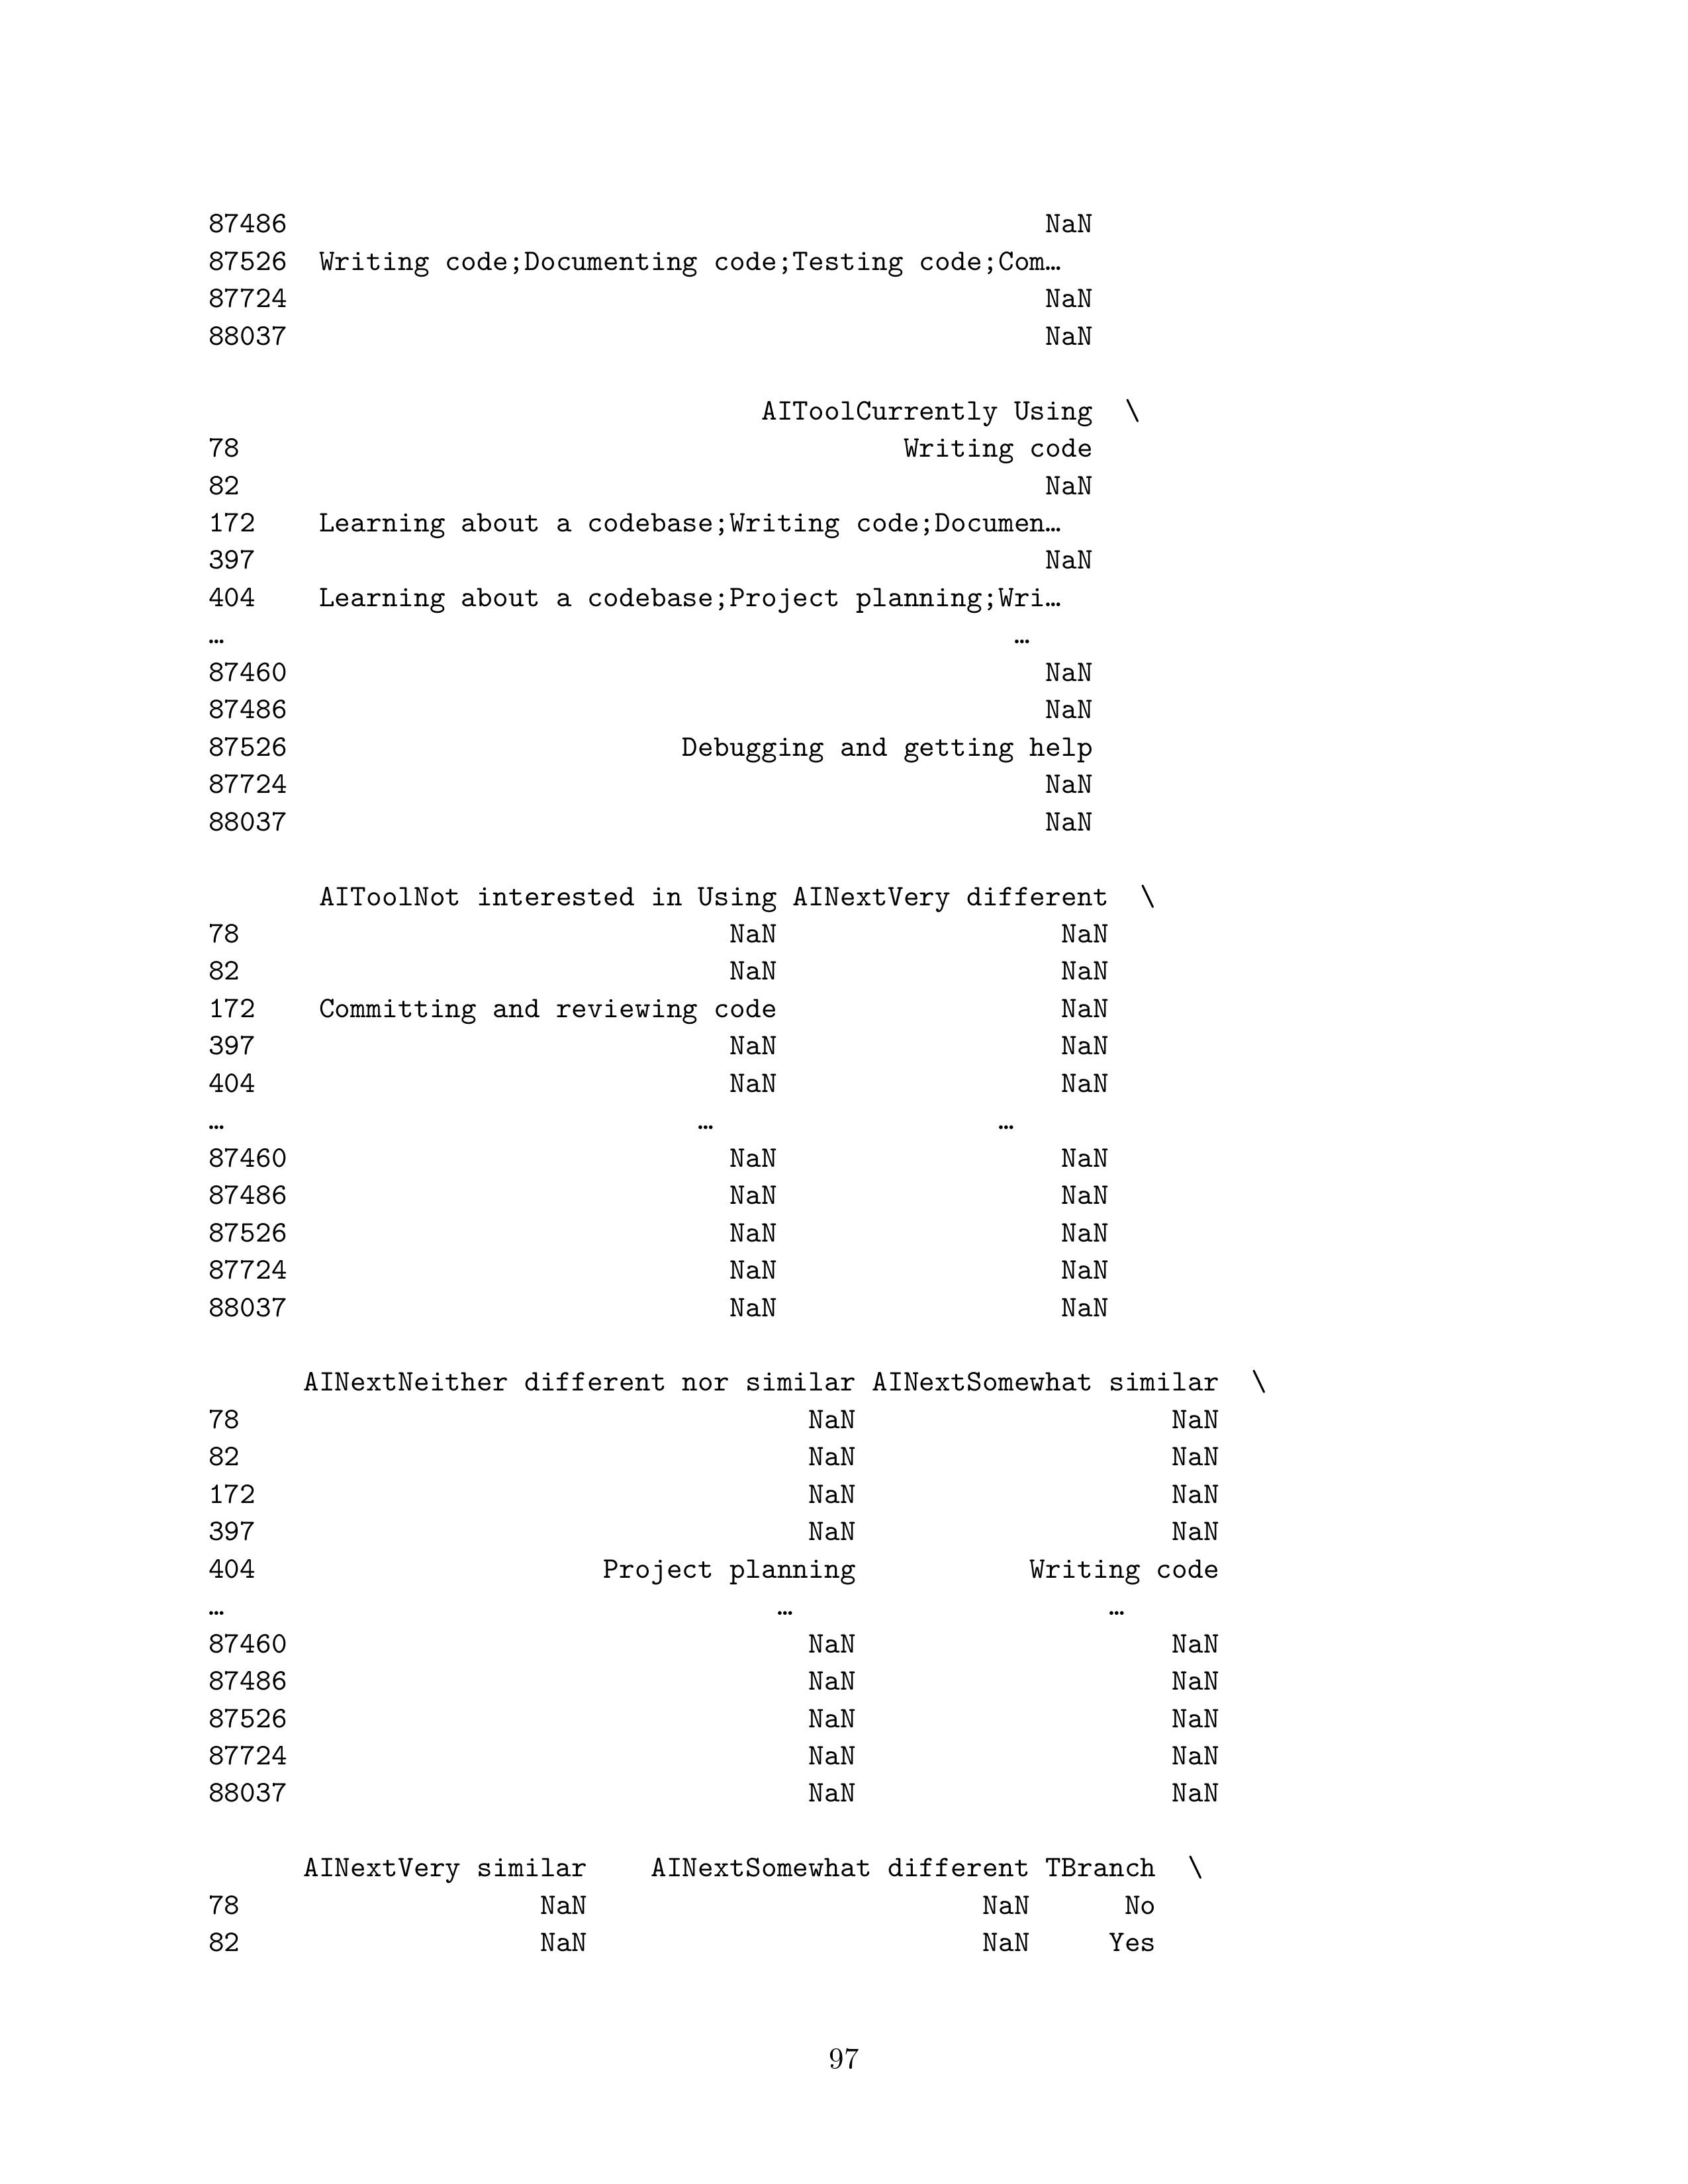 87486 NaN
87526 Writing code;Documenting code;Testing code;Com…
87724 NaN
88037 NaN
AIToolCurrently Using \
78 Writing code
82 NaN
172 Learning about a codebase;Writing code;Documen…
397 NaN
404 Learning about a codebase;Project planning;Wri…
… …
87460 NaN
87486 NaN
87526 Debugging and getting help
87724 NaN
88037 NaN
AIToolNot interested in Using AINextVery different \
78 NaN NaN
82 NaN NaN
172 Committing and reviewing code NaN
397 NaN NaN
404 NaN NaN
… … …
87460 NaN NaN
87486 NaN NaN
87526 NaN NaN
87724 NaN NaN
88037 NaN NaN
AINextNeither different nor similar AINextSomewhat similar \
78 NaN NaN
82 NaN NaN
172 NaN NaN
397 NaN NaN
404 Project planning Writing code
… … …
87460 NaN NaN
87486 NaN NaN
87526 NaN NaN
87724 NaN NaN
88037 NaN NaN
AINextVery similar AINextSomewhat different TBranch \
78 NaN NaN No
82 NaN NaN Yes
97